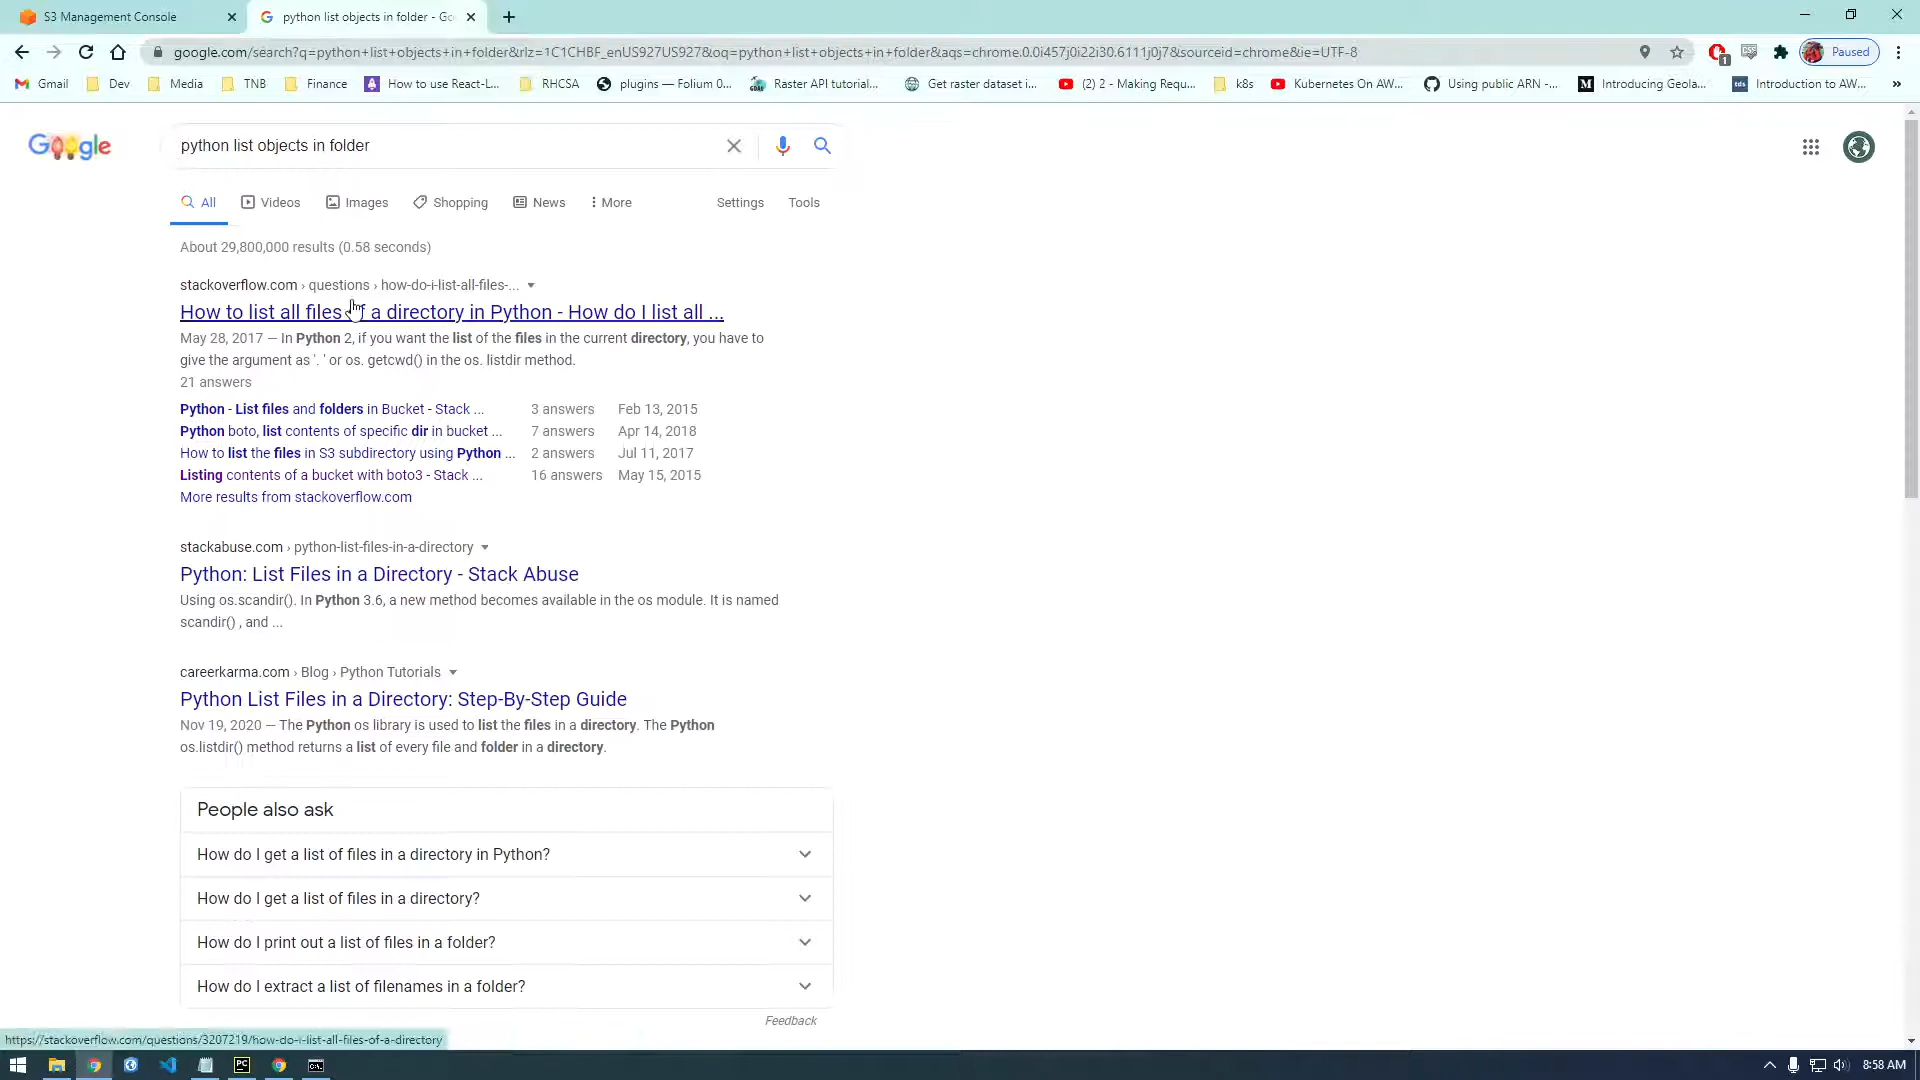 S3 Management Console
python list objects in folder - Go
google.com/search?q=python+list+objects+in+folder&rlz=1C1CHBF_enUS927US927&oq=python+list+objects+in+folder&aqs=chrome.0.0i457j0i22i30.6111j0j7&sourceid=chrome&ie=UTF-8
1
Paused
Gmail Dev Media TNB Finance How to use React-L... RHCSA plugins — Folium 0... Raster API tutorial... Get raster dataset i... (2) 2 - Making Requ... k8s Kubernetes On AW... Using public ARN -... Introducing Geola... Introduction to AW... »
Google
python list objects in folder
All Videos Images Shopping News More Settings Tools
About 29,800,000 results (0.58 seconds)
stackoverflow.com › questions › how-do-i-list-all-files-...
How to list all files of a directory in Python - How do I list all ...
May 28, 2017 — In Python 2, if you want the list of the files in the current directory, you have to
give the argument as '. ' or os. getcwd() in the os. listdir method.
21 answers
Python - List files and folders in Bucket - Stack ... 3 answers Feb 13, 2015
Python boto, list contents of specific dir in bucket ... 7 answers Apr 14, 2018
How to list the files in S3 subdirectory using Python ... 2 answers Jul 11, 2017
Listing contents of a bucket with boto3 - Stack ... 16 answers May 15, 2015
More results from stackoverflow.com
stackabuse.com › python-list-files-in-a-directory
Python: List Files in a Directory - Stack Abuse
Using os.scandir(). In Python 3.6, a new method becomes available in the os module. It is named
scandir() , and ...
careerkarma.com › Blog › Python Tutorials
Python List Files in a Directory: Step-By-Step Guide
Nov 19, 2020 — The Python os library is used to list the files in a directory. The Python
os.listdir() method returns a list of every file and folder in a directory.
People also ask
How do I get a list of files in a directory in Python?
How do I get a list of files in a directory?
How do I print out a list of files in a folder?
How do I extract a list of filenames in a folder?
Feedback
https://stackoverflow.com/questions/3207219/how-do-i-list-all-files-of-a-directory
8:58 AM